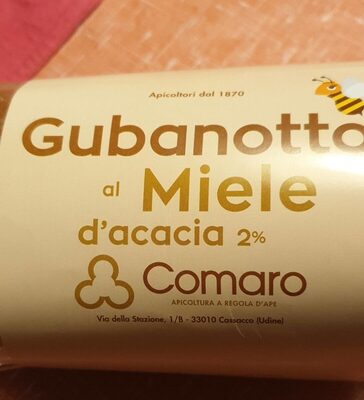 Apicoltori dal 1870
Gubanotto
al Miele
d'acacia 2%
Comaro
APICOLTURA A REGOLA D'APE
Via della Stazione, 1/B - 33010 Cassacco (Udine)